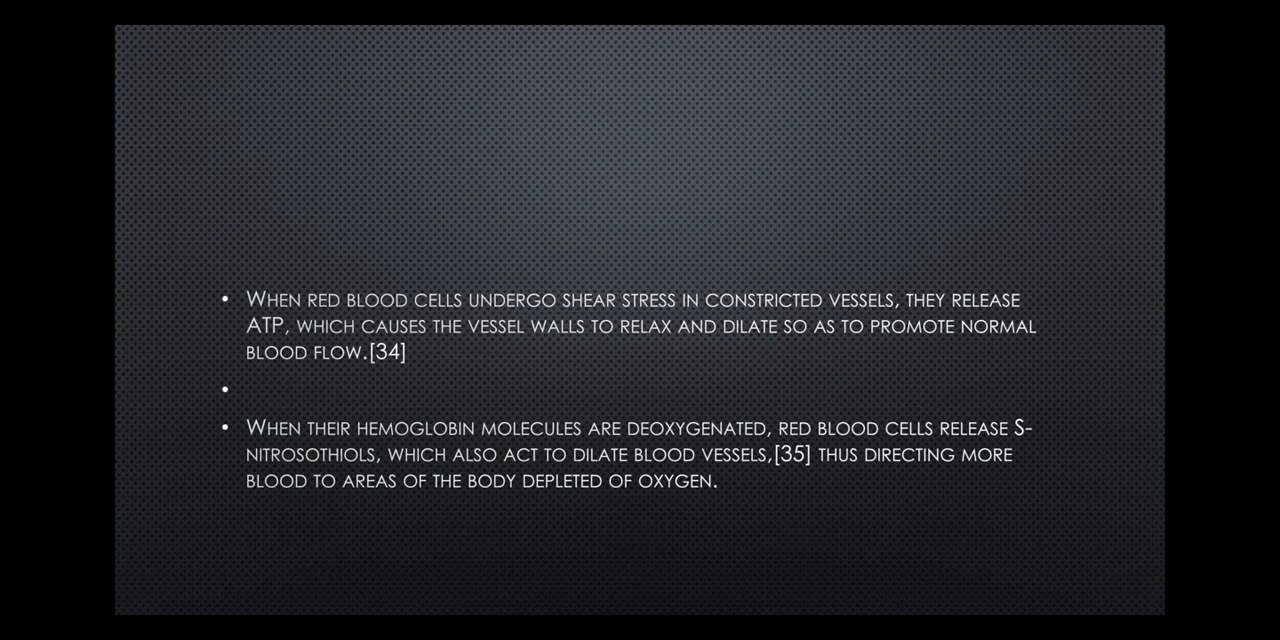 • When red blood cells undergo shear stress in constricted vessels, they release
ATP, which causes the vessel walls to relax and dilate so as to promote normal
blood flow.[34]
•
• When their hemoglobin molecules are deoxygenated, red blood cells release S-
nitrosothiols, which also act to dilate blood vessels,[35] thus directing more
blood to areas of the body depleted of oxygen.